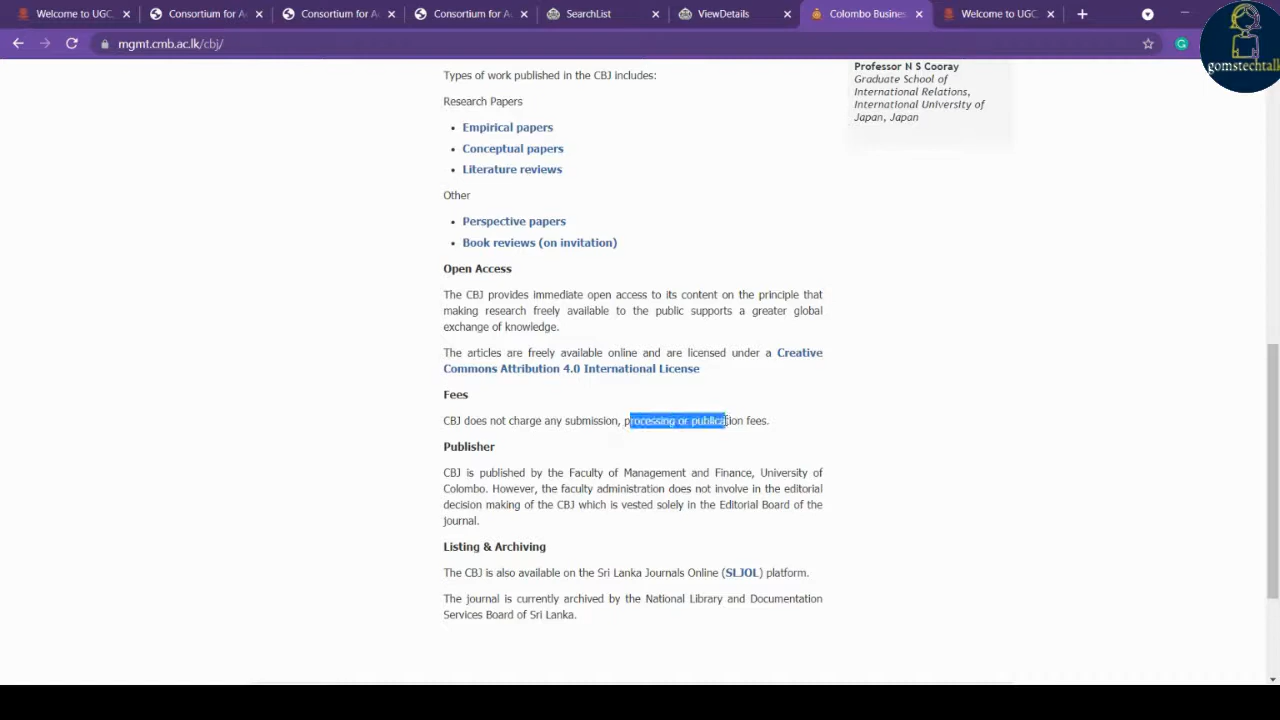 Welcome to UGC,
Consortium for Ac
Consortium for Ac
Consortium for Ac
SearchList
ViewDetails
Colombo Business
Welcome to UGC,
mgmt.cmb.ac.lk/cbj/
gomstechtalk
Types of work published in the CBJ includes:
Research Papers
Empirical papers
Conceptual papers
Literature reviews
Other
Perspective papers
Book reviews (on invitation)
Open Access
The CBJ provides immediate open access to its content on the principle that
making research freely available to the public supports a greater global
exchange of knowledge.
The articles are freely available online and are licensed under a Creative
Commons Attribution 4.0 International License
Fees
CBJ does not charge any submission, processing or publication fees.
Publisher
CBJ is published by the Faculty of Management and Finance, University of
Colombo. However, the faculty administration does not involve in the editorial
decision making of the CBJ which is vested solely in the Editorial Board of the
journal.
Listing & Archiving
The CBJ is also available on the Sri Lanka Journals Online (SLJOL) platform.
The journal is currently archived by the National Library and Documentation
Services Board of Sri Lanka.
Professor N S Cooray
Graduate School of
International Relations,
International University of
Japan, Japan